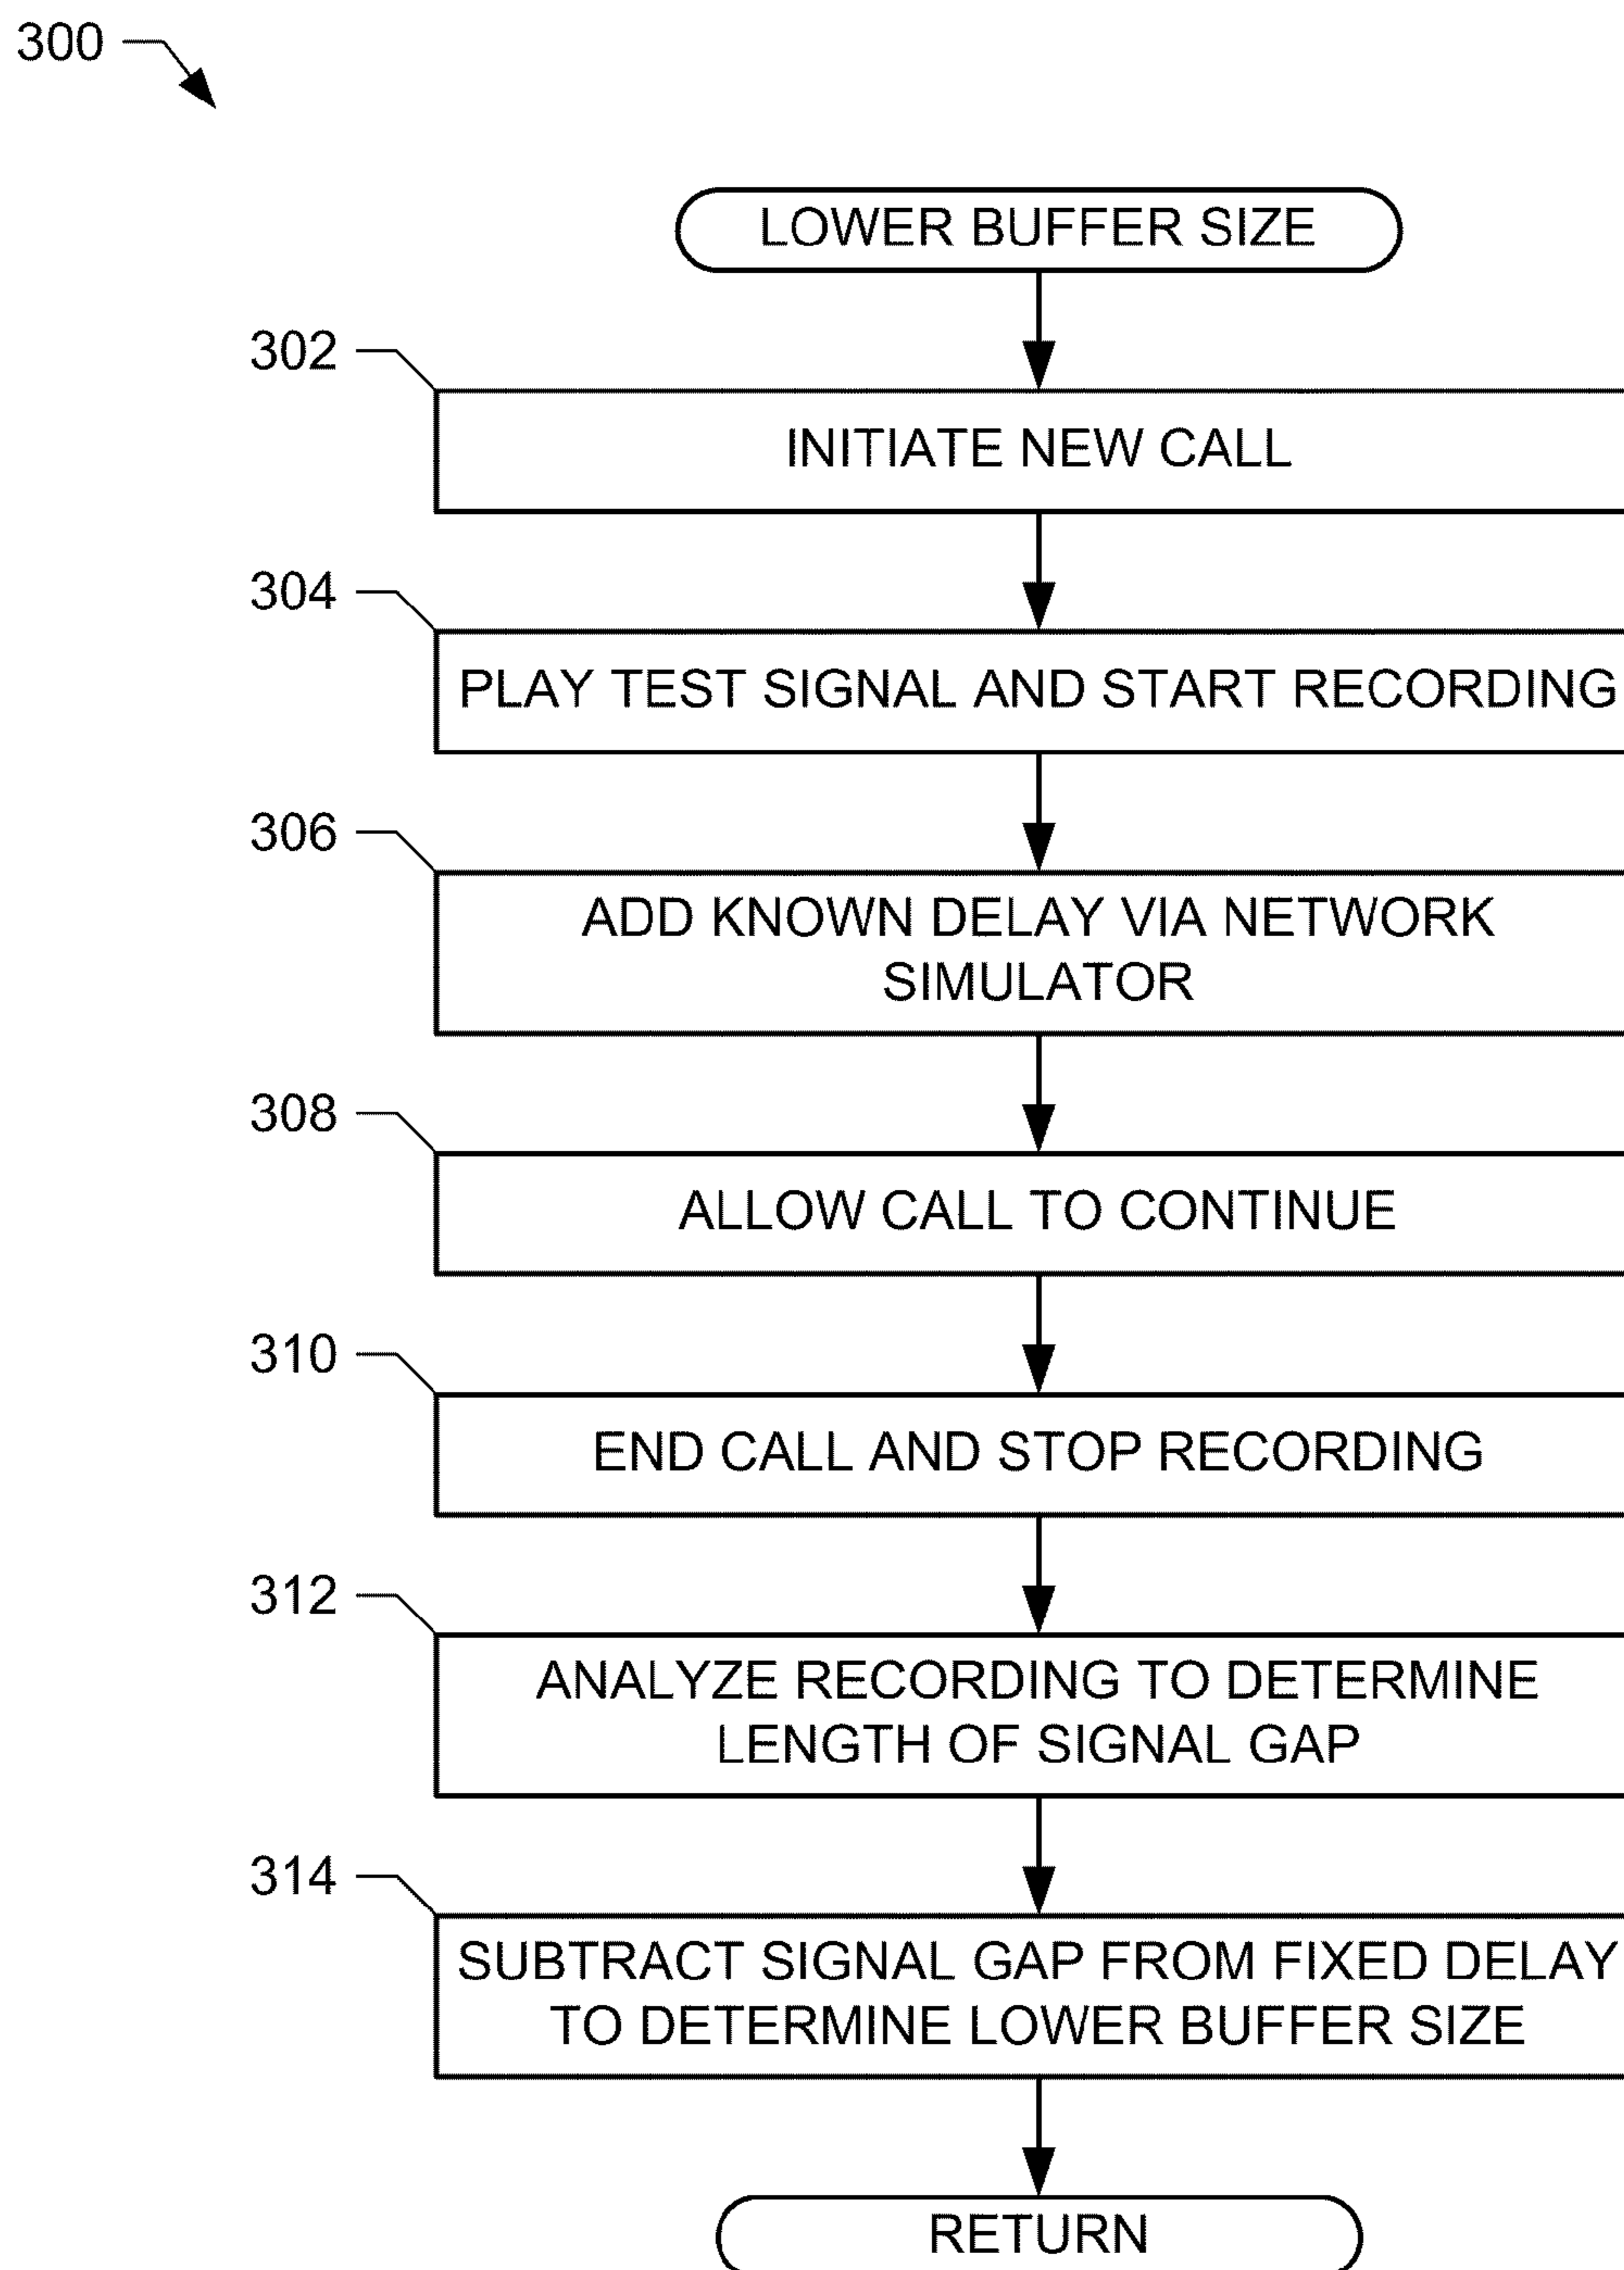 300
LOWER BUFFER SIZE
302
INITIATE NEW CALL
304
PLAY TEST SIGNAL AND START RECORDING
306
ADD KNOWN DELAY VIA NETWORK
SIMULATOR
308
ALLOW CALL TO CONTINUE
310
END CALL AND STOP RECORDING
312
ANALYZE RECORDING TO DETERMINE
LENGTH OF SIGNAL GAP
314
SUBTRACT SIGNAL GAP FROM FIXED DELAY
TO DETERMINE LOWER BUFFER SIZE
RETURN